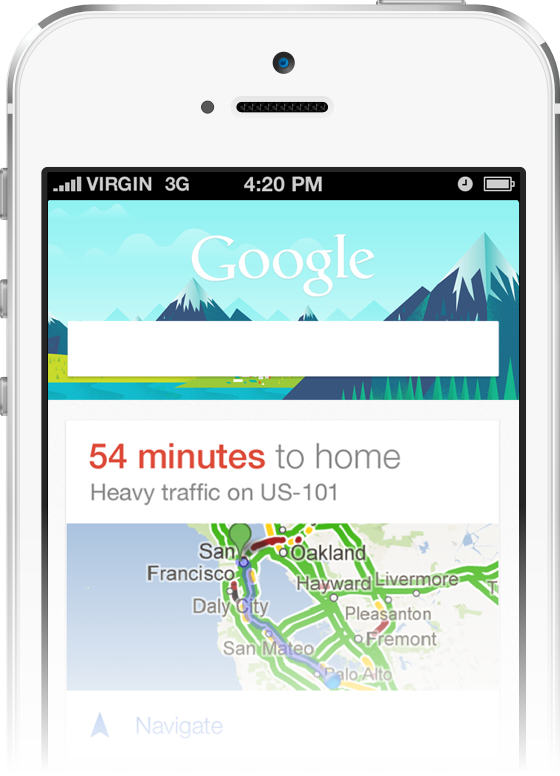 VIRGIN 3G 4:20 PM
Google
54 minutes to home
Heavy traffic on US-101
San
Francisco
Oakland
Hayward
Livermore
Daly City
Pleasanton
San Mateo
Fremont
Palo Alto
T
Navigate